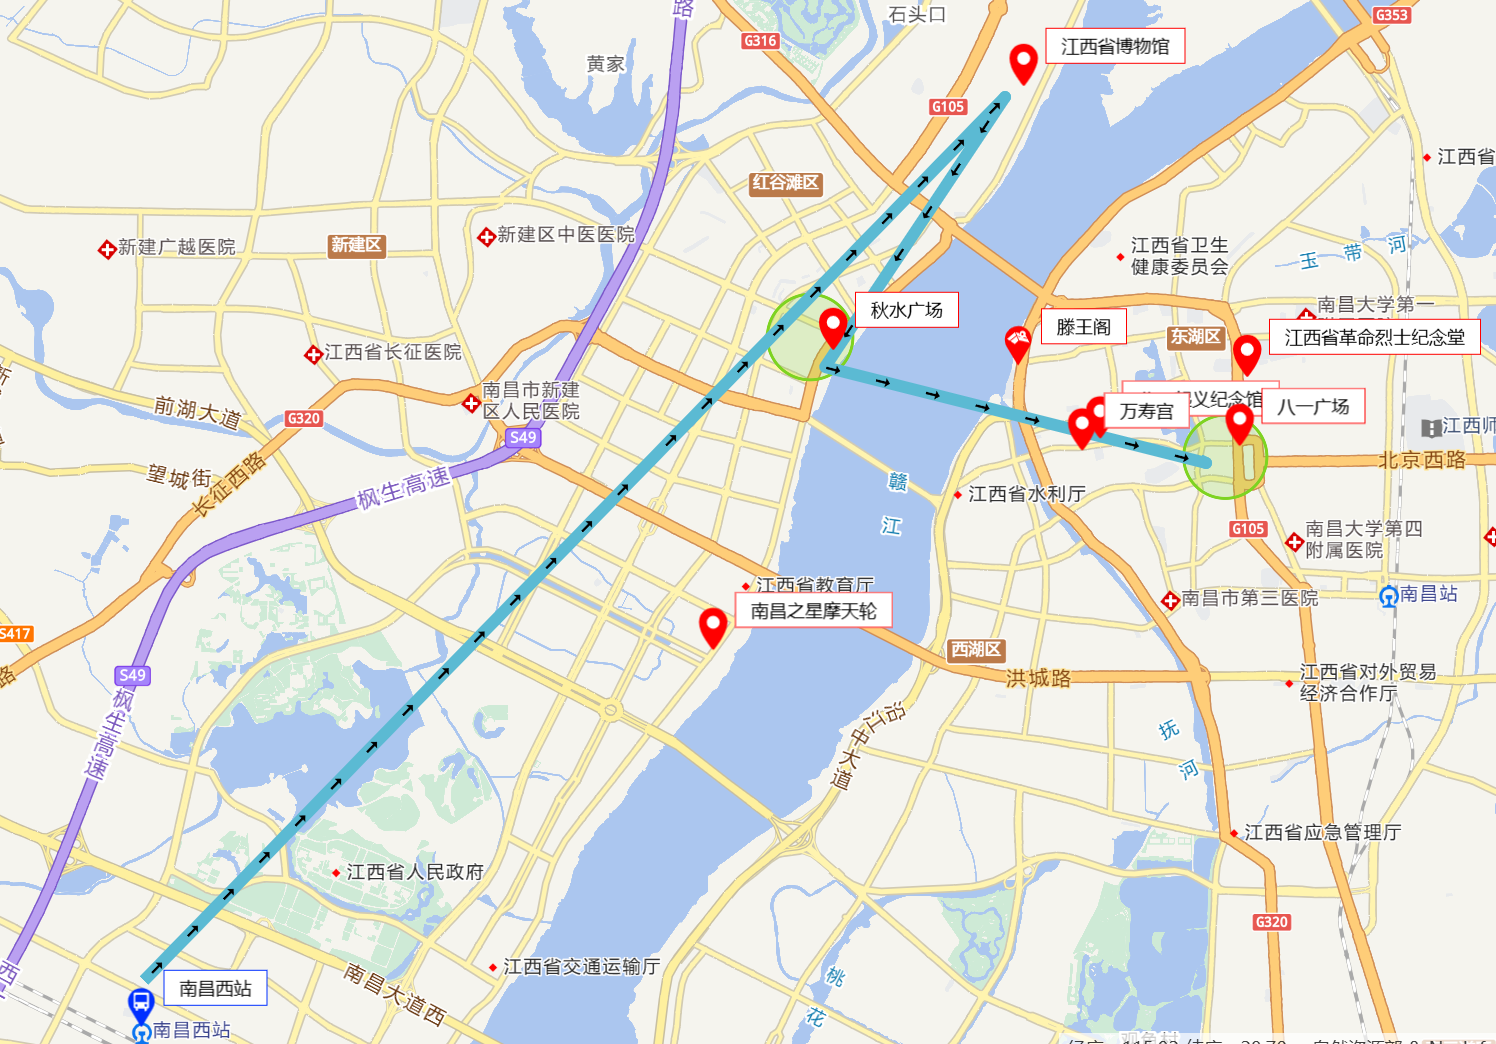 路
石头口
G353
G316
江西省博物馆
黄家
G105
江西省
红谷滩区
新建区中医医院
新建广越医院
新建区
江西省卫生
健康委员会
玉带河
南昌大学第一
秋水广场
滕王阁
东湖区
江西省革命烈士纪念堂
江西省长征医院
新
南昌市新建
区人民医院
前湖大道
G320
起义纪念馆
万寿宫
八一广场
江西师
S49
北京西路
望城街
长征西路
枫生高速
赣江
江西省水利厅
G105
南昌大学第四
附属医院
江西省教育厅
南昌之星摩天轮
南昌市第三医院
南昌站
S417
西湖区
洪城路
路
S49
枫生高速
江西省对外贸易
经济合作厅
沿江中大道
抚河
江西省应急管理厅
江西省人民政府
G320
西
南昌西站
南昌大道西
江西省交通运输厅
桃花
南昌西站